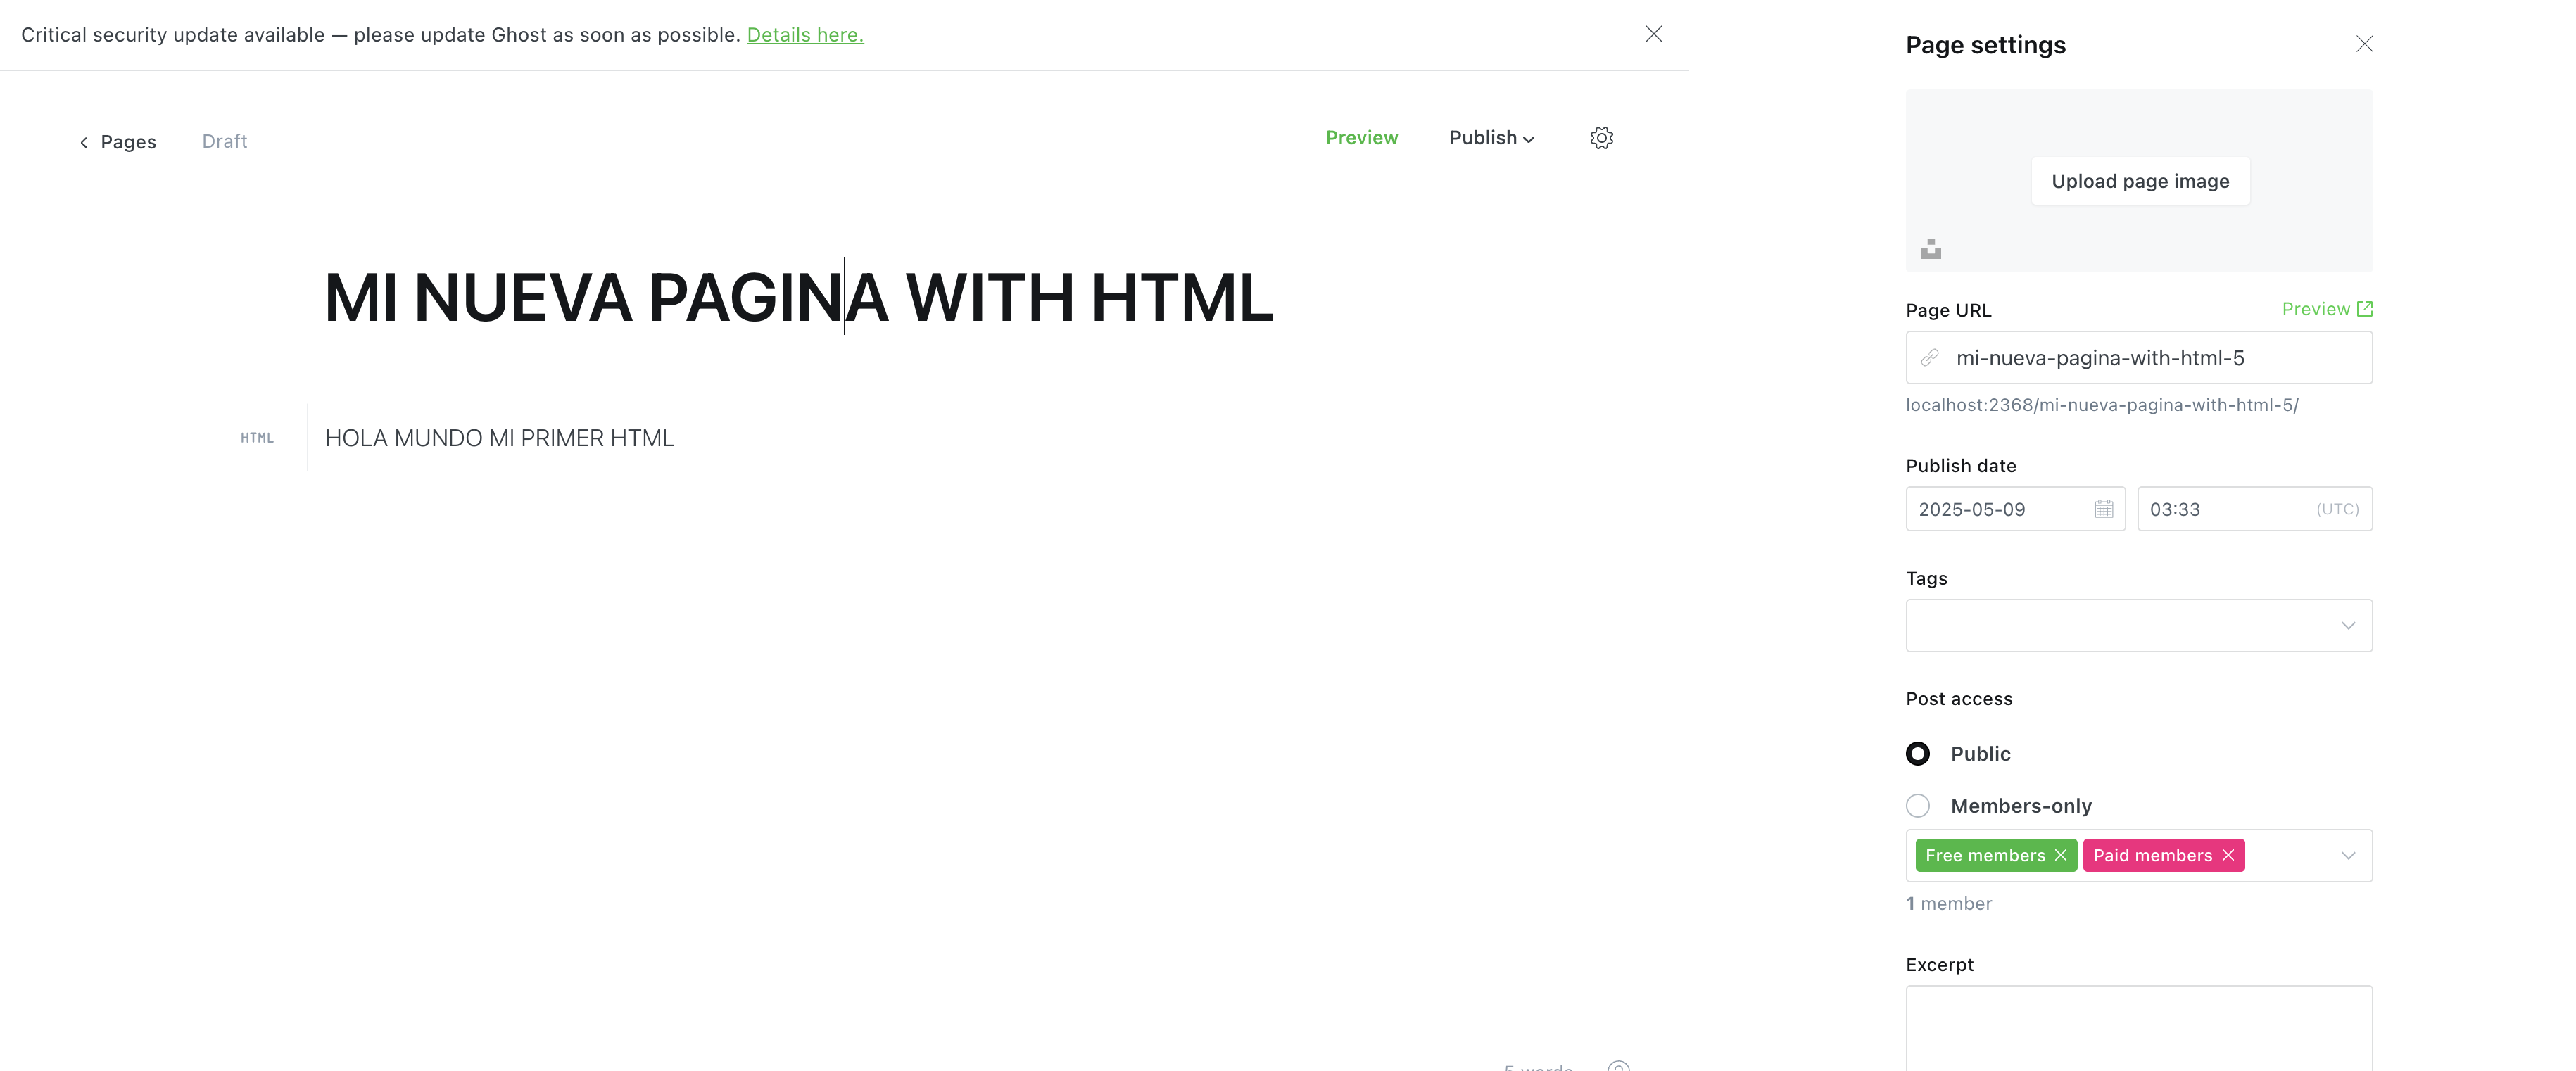 Critical security update available — please update Ghost as soon as possible. Details here.
Pages
Draft
Preview
Publish
MI NUEVA PAGINA WITH HTML
HTML
HOLA MUNDO MI PRIMER HTML
5 words
Page settings
Upload page image
Page URL
Preview
mi-nueva-pagina-with-html-5
localhost:2368/mi-nueva-pagina-with-html-5/
Publish date
2025-05-09
03:33
(UTC)
Tags
Post access
Public
Members-only
Free members
Paid members
1 member
Excerpt